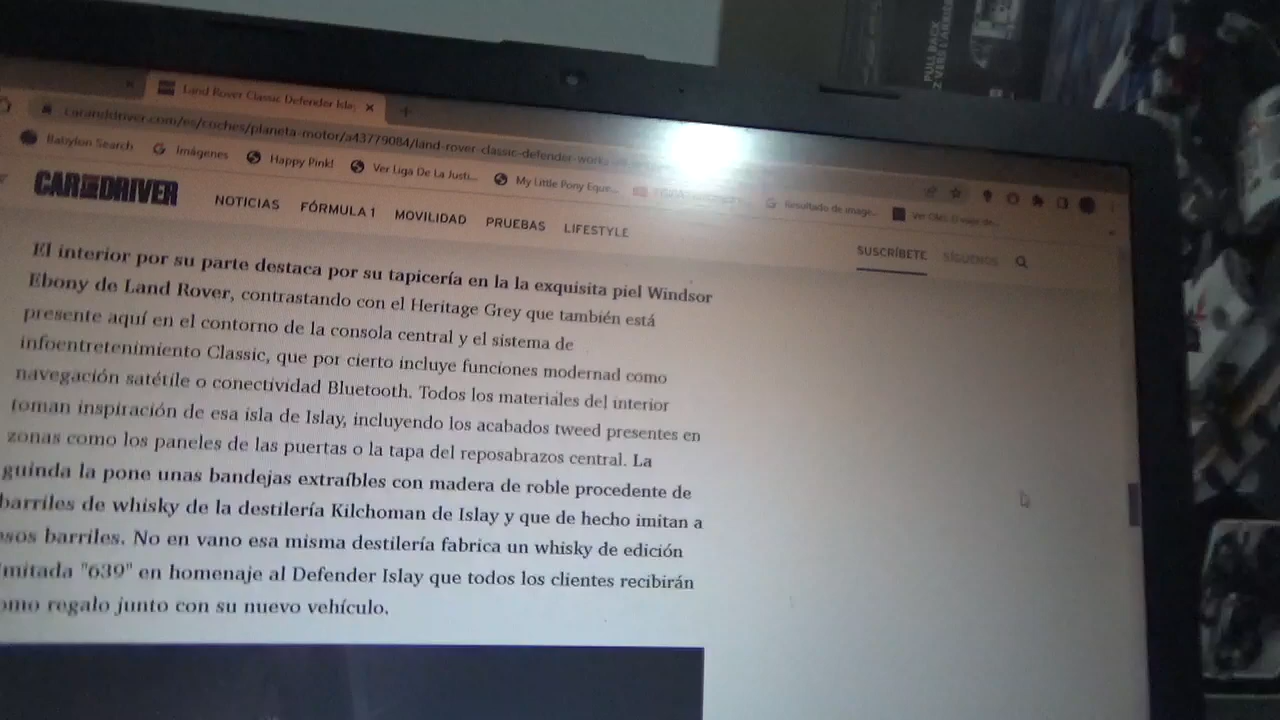 PULL BACK
Land Rover Classic Defender Isla
caranddriver.com/es/coches/planeta-motor/a43779084/land-rover-classic-defender-works
Babylon Search
Imágenes
Happy Pink!
Ver Liga De La Justi...
My Little Pony Eque...
Resultado de image...
CAR AND DRIVER
NOTICIAS
FÓRMULA 1
MOVILIDAD
PRUEBAS
LIFESTYLE
SUSCRÍBETE
SÍGUENOS
El interior por su parte destaca por su tapicería en la la exquisita piel Windsor
Ebony de Land Rover, contrastando con el Heritage Grey que también está
presente aquí en el contorno de la consola central y el sistema de
infoentretenimiento Classic, que por cierto incluye funciones modernad como
navegación satétile o conectividad Bluetooth. Todos los materiales del interior
toman inspiración de esa isla de Islay, incluyendo los acabados tweed presentes en
zonas como los paneles de las puertas o la tapa del reposabrazos central. La
guinda la pone unas bandejas extraíbles con madera de roble procedente de
barriles de whisky de la destilería Kilchoman de Islay y que de hecho imitan a
sos barriles. No en vano esa misma destilería fabrica un whisky de edición
mitada "639" en homenaje al Defender Islay que todos los clientes recibirán
omo regalo junto con su nuevo vehículo.